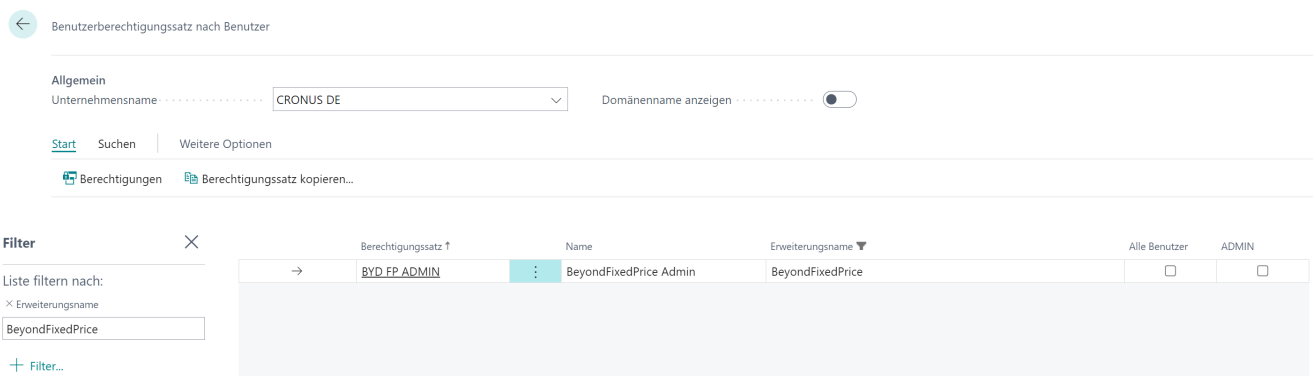 Benutzerberechtigungssatz nach Benutzer
Allgemein
Unternehmensname CRONUS DE Domänenname anzeigen
Start Suchen Weitere Optionen
Berechtigungen Berechtigungssatz kopieren...
Filter
Berechtigungssatz ↑ Name Erweiterungsname Alle Benutzer ADMIN
→ BYD FP ADMIN BeyondFixedPrice Admin BeyondFixedPrice
Liste filtern nach:
× Erweiterungsname
BeyondFixedPrice
+ Filter...